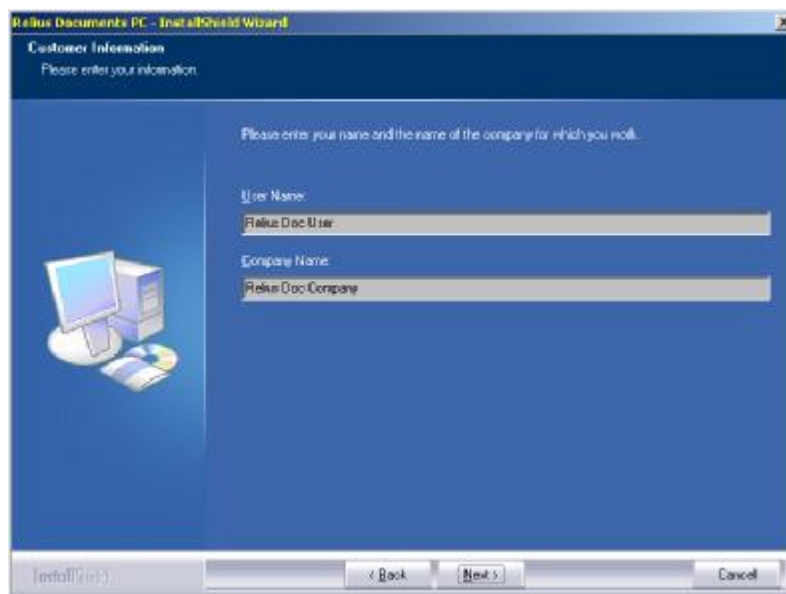 Relius Documents PC - InstallShield Wizard
Customer Information
Please enter your information.
Please enter your name and the name of the company for which you work.
User Name:
Relius Doc User
Company Name:
Relius Doc Company
InstallShield
< Back
Next >
Cancel